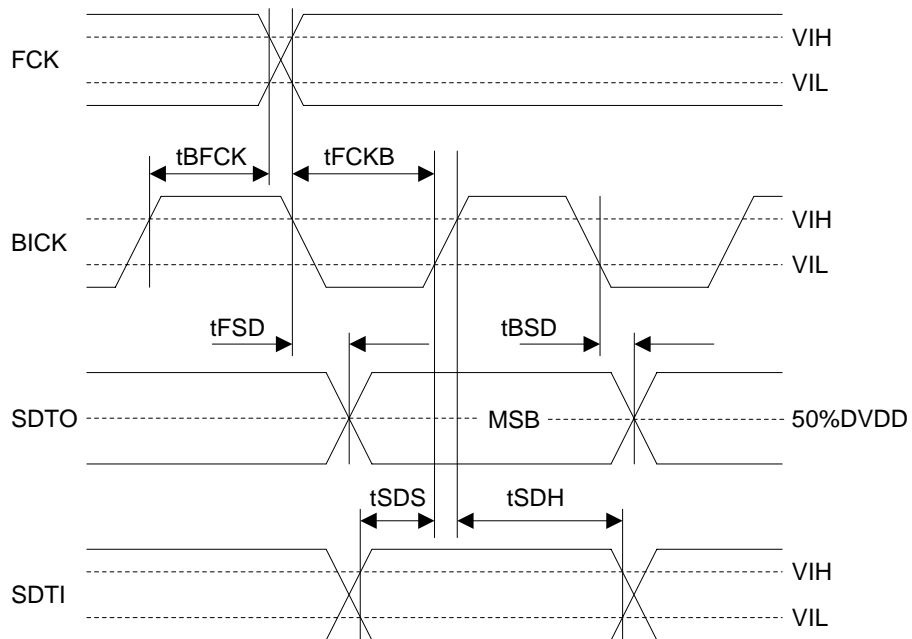 FCK
VIH
VIL
tBFCK
tFCKB
BICK
VIH
VIL
tFSD
tBSD
SDTO
MSB
50%DVDD
tSDS
tSDH
SDTI
VIH
VIL